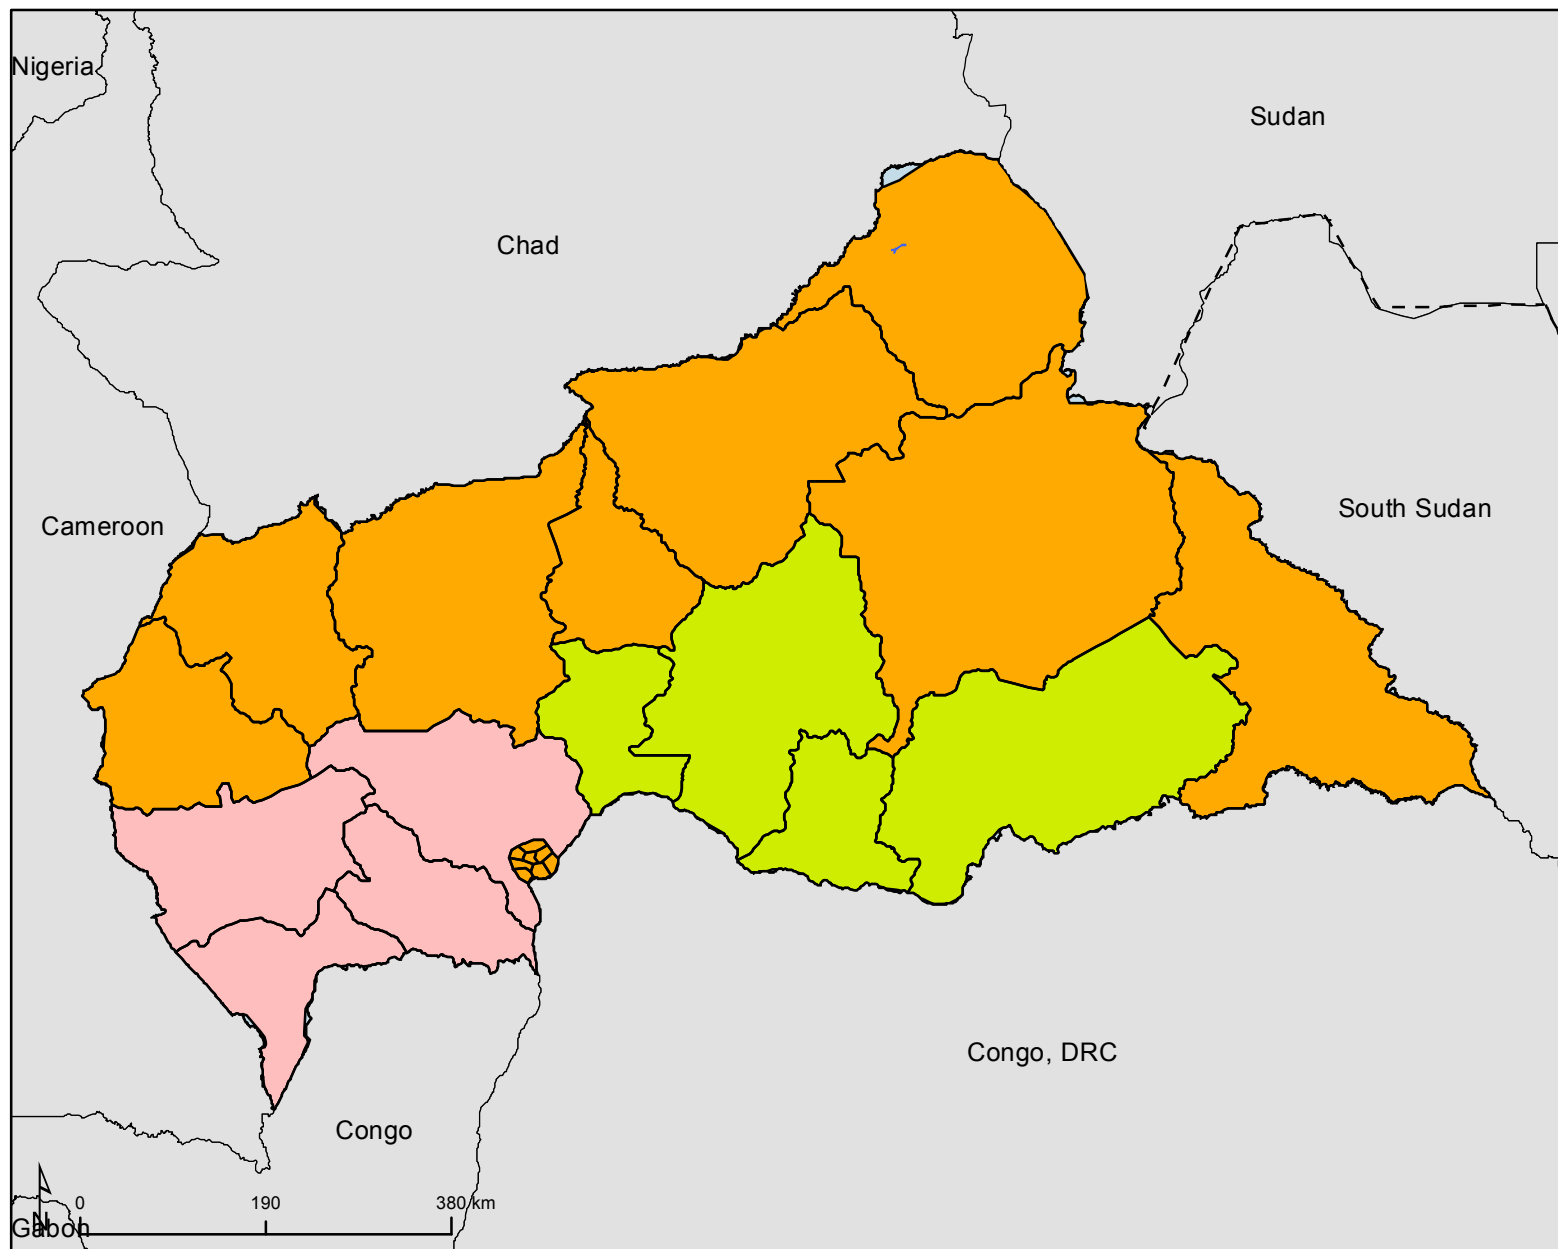 Nigeria
Sudan
Chad
South Sudan
Cameroon
Congo, DRC
Congo
0 190 380 km
N
Gabon